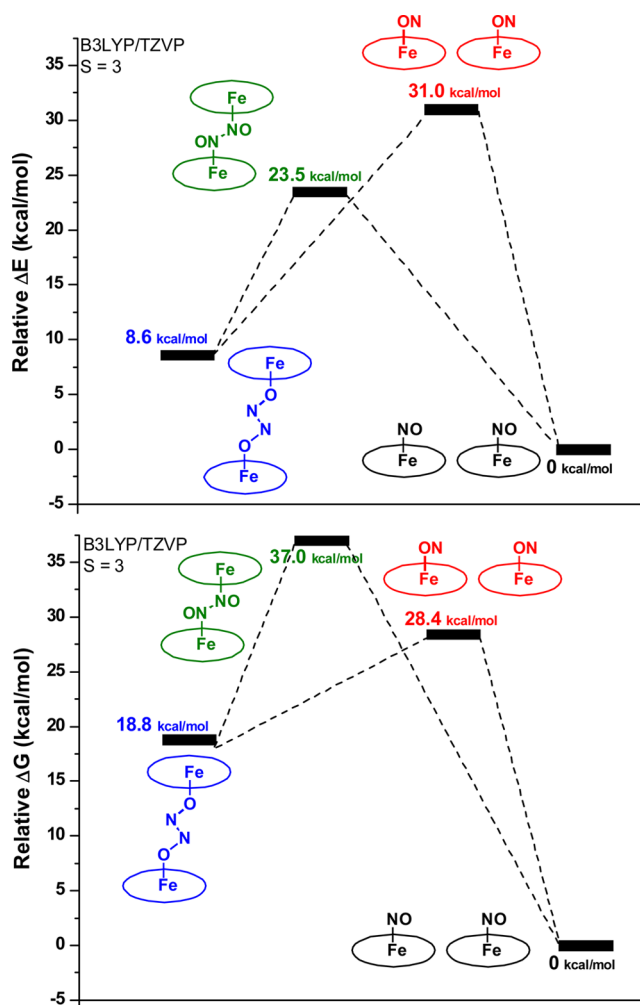 B3LYP/TZVP
S = 3
ON ON
Fe Fe
31.0 kcal/mol
Fe
NO
ON
Fe
23.5 kcal/mol
8.6 kcal/mol
Fe
O
N
N
O
Fe
NO NO
Fe Fe
0 kcal/mol
Relative ΔE (kcal/mol)
35
30
25
20
15
10
5
0
-5
B3LYP/TZVP
S = 3
ON ON
Fe Fe
28.4 kcal/mol
Fe
NO
ON
Fe
37.0 kcal/mol
18.8 kcal/mol
Fe
O
N
N
O
Fe
NO NO
Fe Fe
0 kcal/mol
Relative ΔG (kcal/mol)
35
30
25
20
15
10
5
0
-5